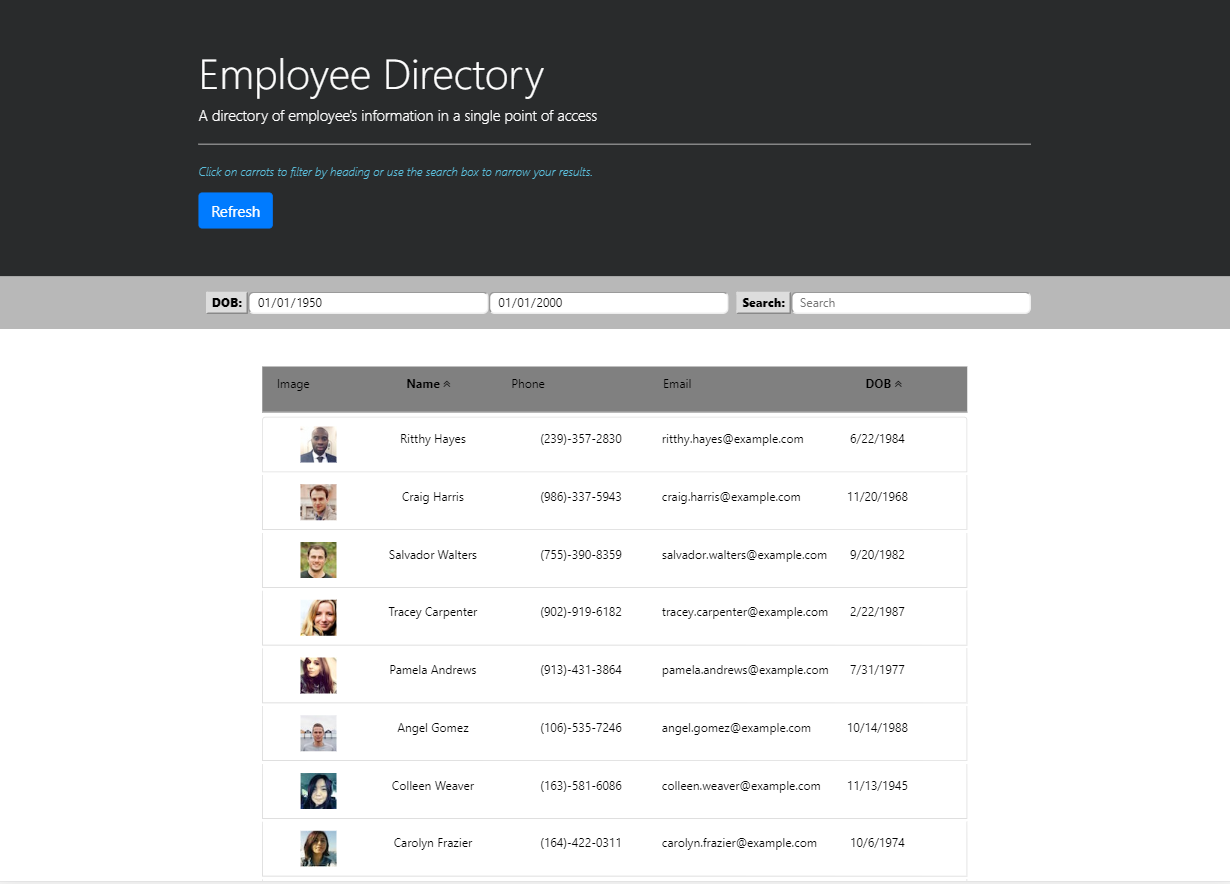 Employee Directory
A directory of employee's information in a single point of access
Click on carrots to filter by heading or use the search box to narrow your results.
Refresh
DOB: 01/01/1950 01/01/2000 Search: Search
Image Name Phone Email DOB
Ritthy Hayes (239)-357-2830 ritthy.hayes@example.com 6/22/1984
Craig Harris (986)-337-5943 craig.harris@example.com 11/20/1968
Salvador Walters (755)-390-8359 salvador.walters@example.com 9/20/1982
Tracey Carpenter (902)-919-6182 tracey.carpenter@example.com 2/22/1987
Pamela Andrews (913)-431-3864 pamela.andrews@example.com 7/31/1977
Angel Gomez (106)-535-7246 angel.gomez@example.com 10/14/1988
Colleen Weaver (163)-581-6086 colleen.weaver@example.com 11/13/1945
Carolyn Frazier (164)-422-0311 carolyn.frazier@example.com 10/6/1974